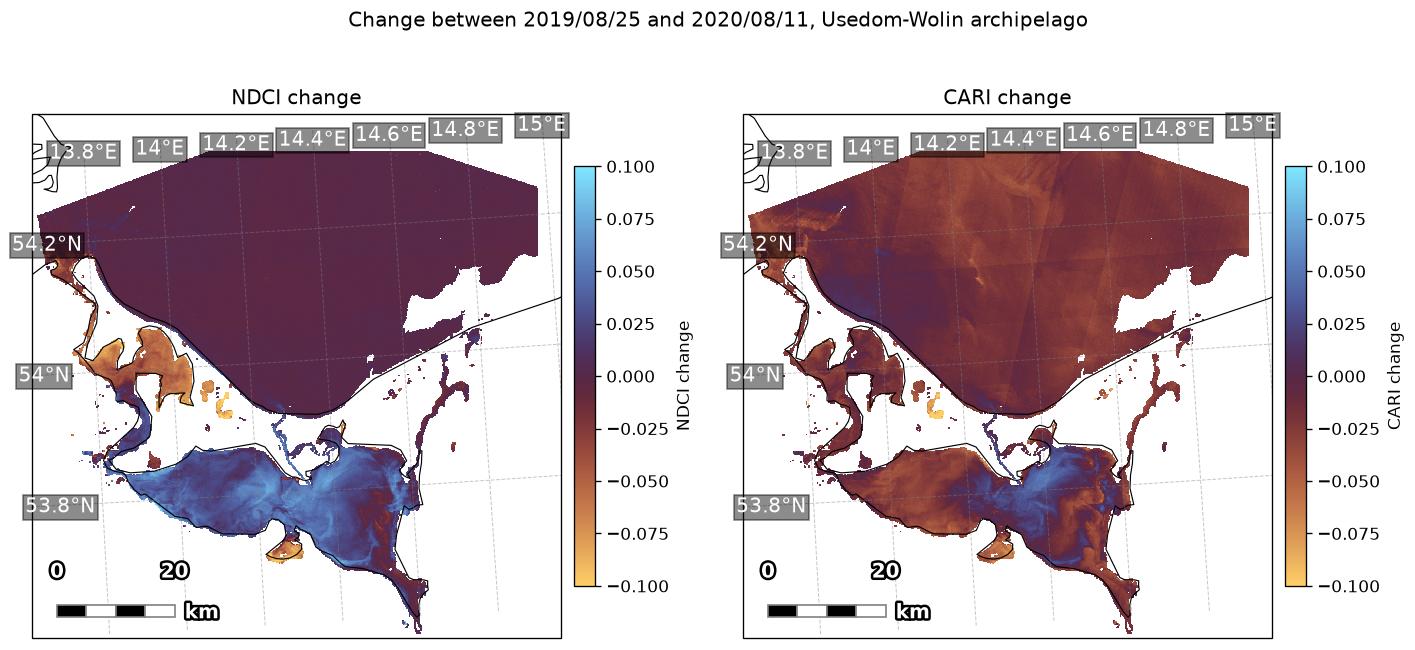 Change between 2019/08/25 and 2020/08/11, Usedom-Wolin archipelago
NDCI change
13.8°E
14°E
14.2°E
14.4°E
14.6°E
14.8°E
15°E
54.2°N
54°N
53.8°N
0
20
km
0.100
0.075
0.050
0.025
0.000
−0.025
−0.050
−0.075
−0.100
NDCI change
CARI change
13.8°E
14°E
14.2°E
14.4°E
14.6°E
14.8°E
15°E
54.2°N
54°N
53.8°N
0
20
km
0.100
0.075
0.050
0.025
0.000
−0.025
−0.050
−0.075
−0.100
CARI change